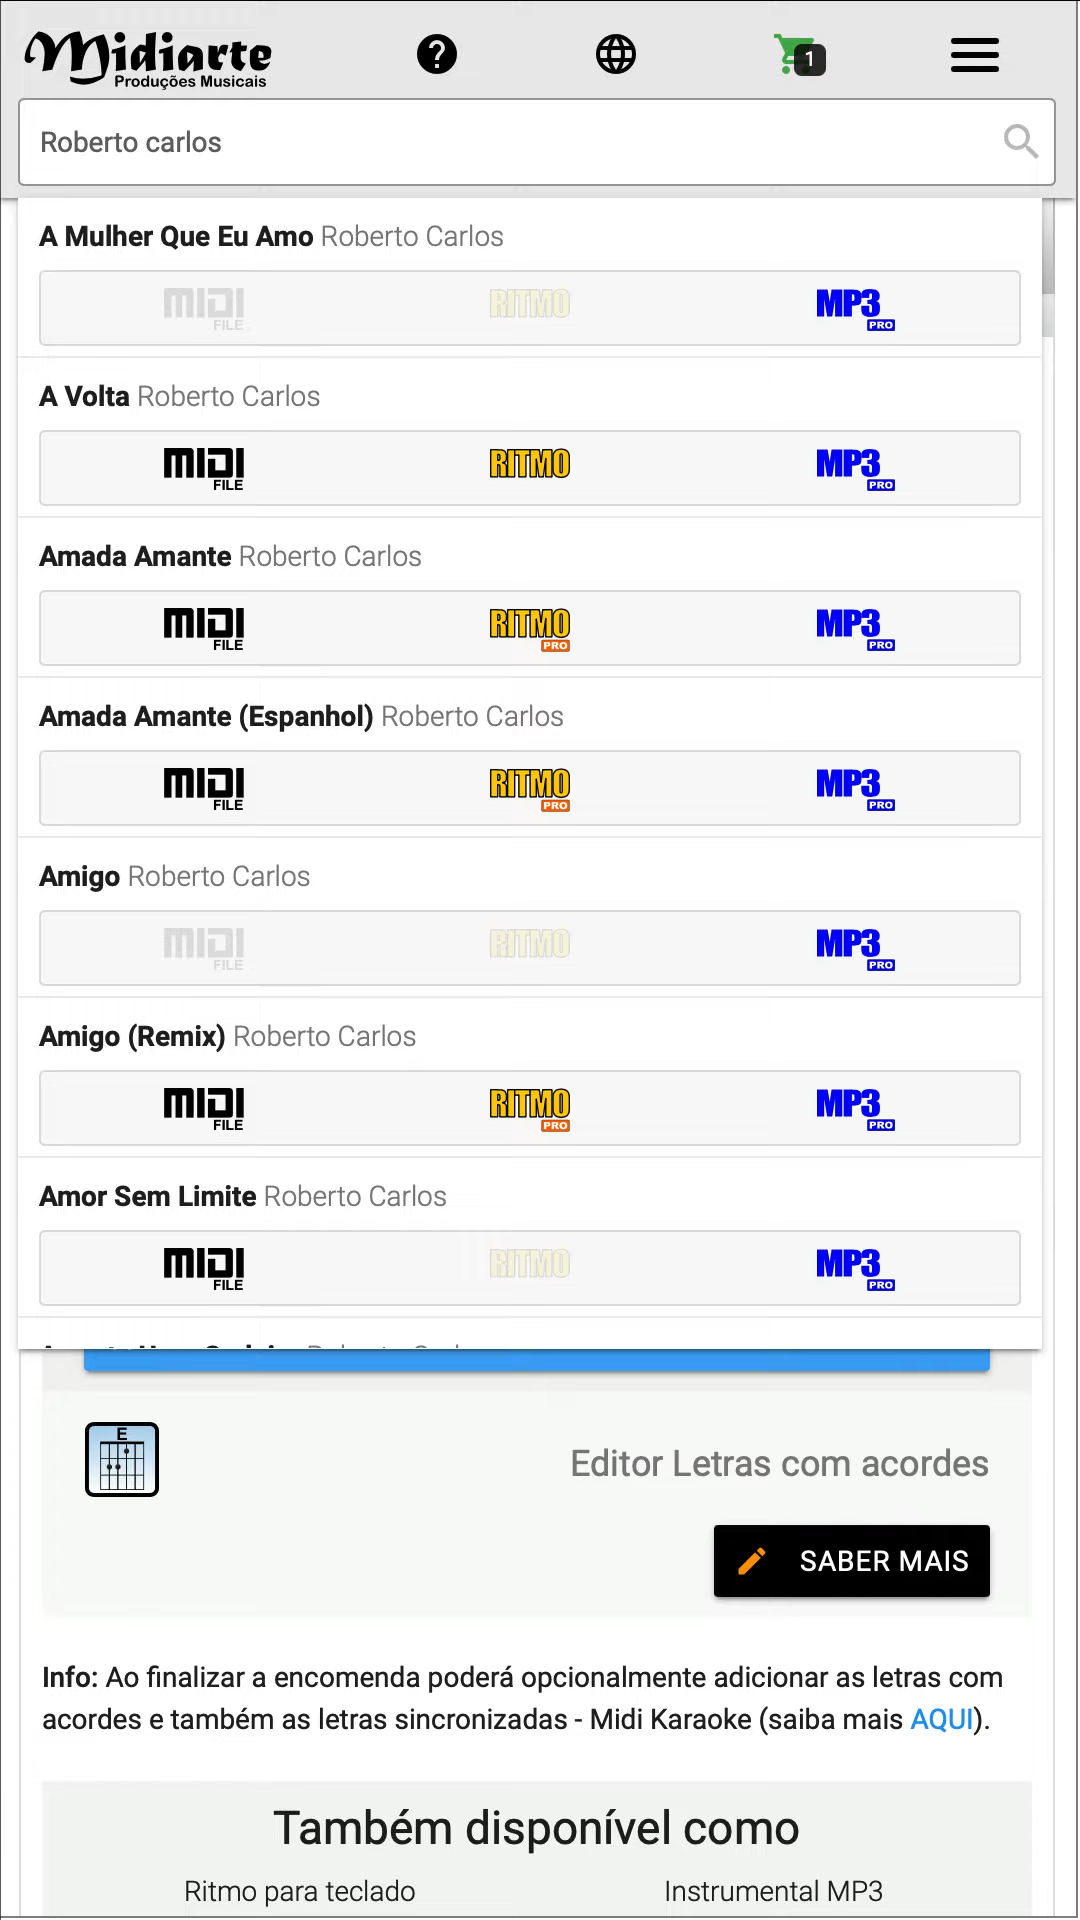 Midiarte
Produções Musicais
?
1
Roberto carlos
A Mulher Que Eu Amo Roberto Carlos
MIDI FILE RITMO MP3 PRO
A Volta Roberto Carlos
MIDI FILE RITMO MP3 PRO
Amada Amante Roberto Carlos
MIDI FILE RITMO PRO MP3 PRO
Amada Amante (Espanhol) Roberto Carlos
MIDI FILE RITMO PRO MP3 PRO
Amigo Roberto Carlos
MIDI FILE RITMO MP3 PRO
Amigo (Remix) Roberto Carlos
MIDI FILE RITMO PRO MP3 PRO
Amor Sem Limite Roberto Carlos
MIDI FILE RITMO MP3 PRO
E
Editor Letras com acordes
SABER MAIS
Info: Ao finalizar a encomenda poderá opcionalmente adicionar as letras com
acordes e também as letras sincronizadas - Midi Karaoke (saiba mais AQUI).
Também disponível como
Ritmo para teclado Instrumental MP3